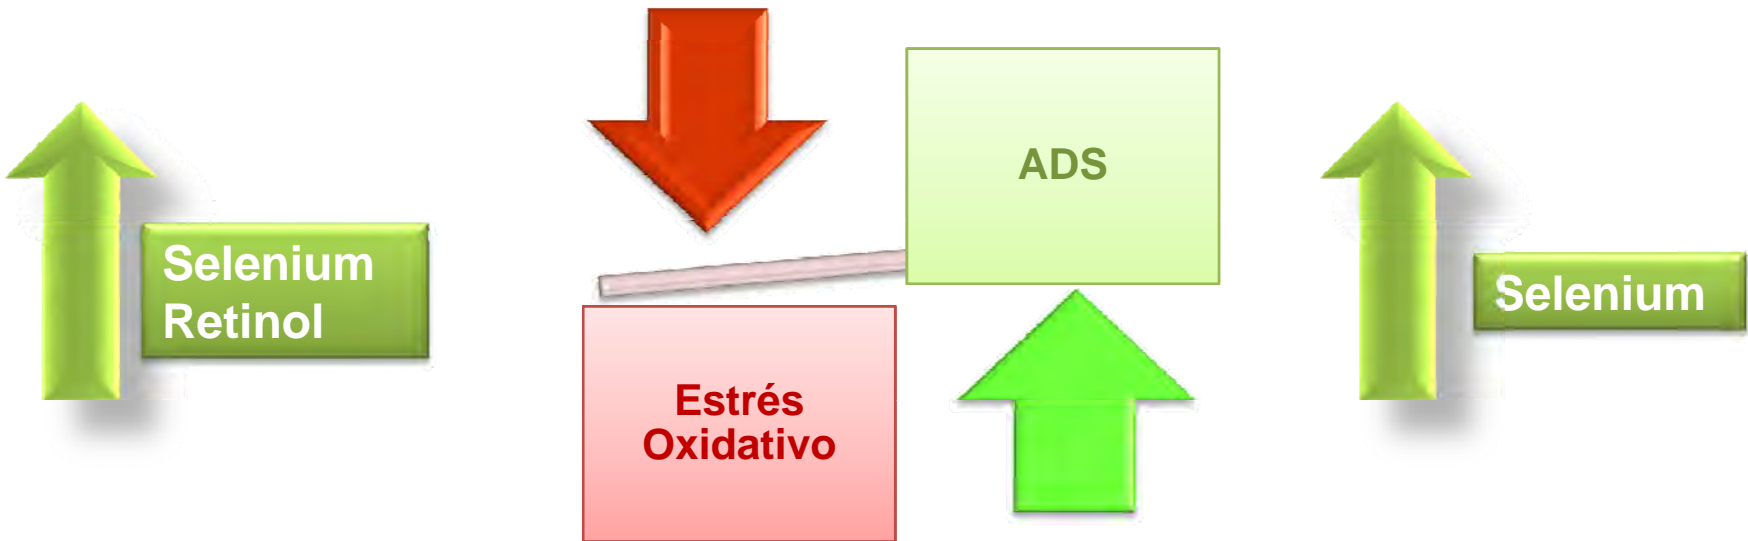 Selenium
Retinol
ADS
Estrés
Oxidativo
Selenium